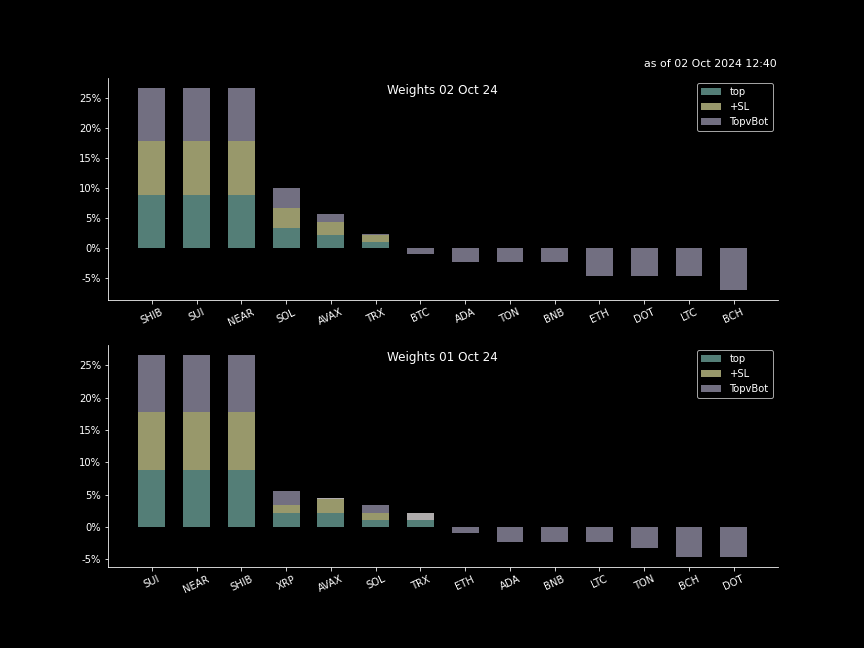 as of 02 Oct 2024 12:40
Weights 02 Oct 24
top
+SL
TopvBot
25%
20%
15%
10%
5%
0%
-5%
SHIB SUI NEAR SOL AVAX TRX BTC ADA TON BNB ETH DOT LTC BCH
Weights 01 Oct 24
top
+SL
TopvBot
25%
20%
15%
10%
5%
0%
-5%
SUI NEAR SHIB XRP AVAX SOL TRX ETH ADA BNB LTC TON BCH DOT